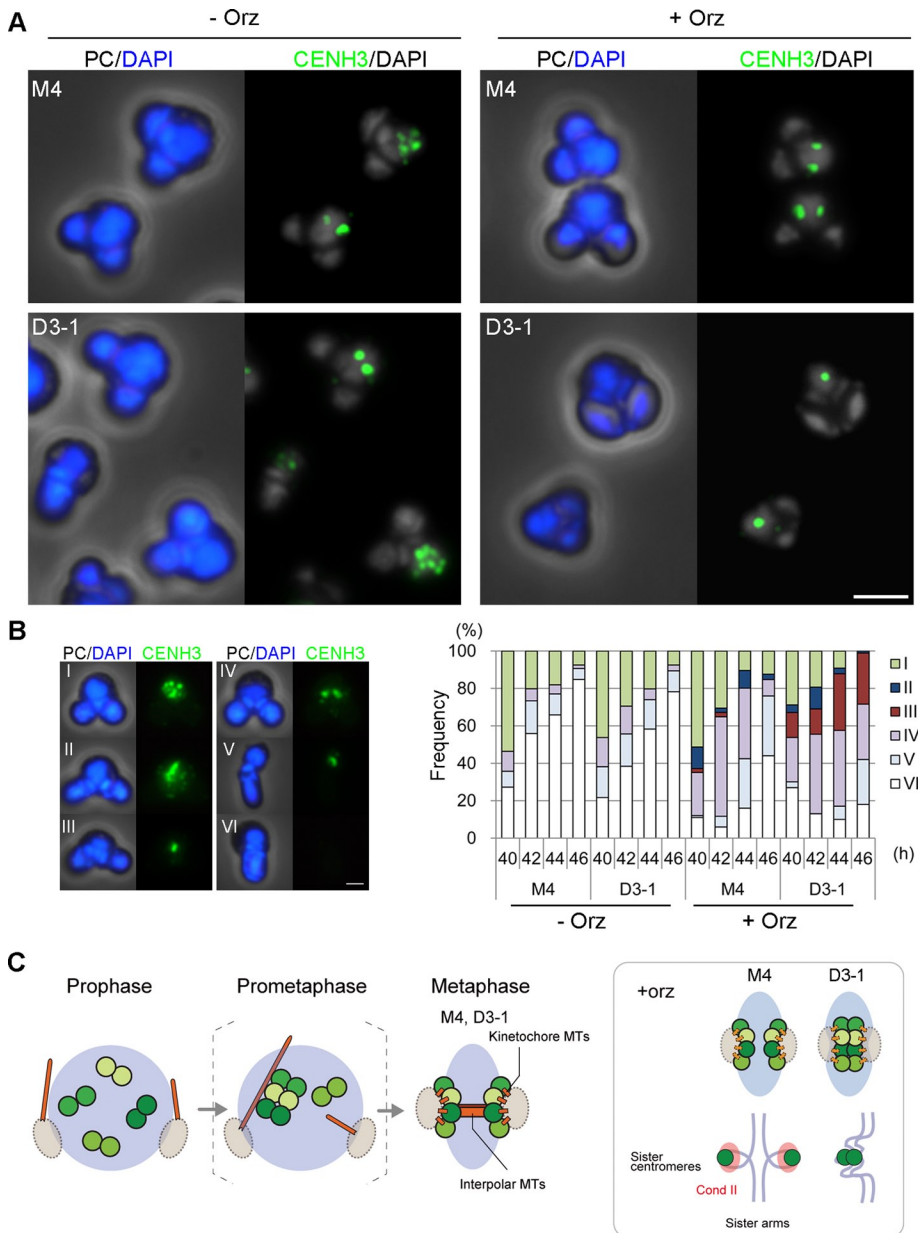 A
- Orz
+ Orz
PC/DAPI
CENH3/DAPI
PC/DAPI
CENH3/DAPI
M4
M4
D3-1
D3-1
B
PC/DAPI CENH3
PC/DAPI CENH3
I
IV
II
V
III
VI
(%)
100
80
60
40
20
0
Frequency
I
II
III
IV
V
VI
40 42 44 46 40 42 44 46 40 42 44 46 40 42 44 46 (h)
M4 D3-1 M4 D3-1
- Orz + Orz
C
Prophase
Prometaphase
Metaphase
M4, D3-1
Kinetochore MTs
Interpolar MTs
+orz
M4
D3-1
Sister
centromeres
Cond II
Sister arms